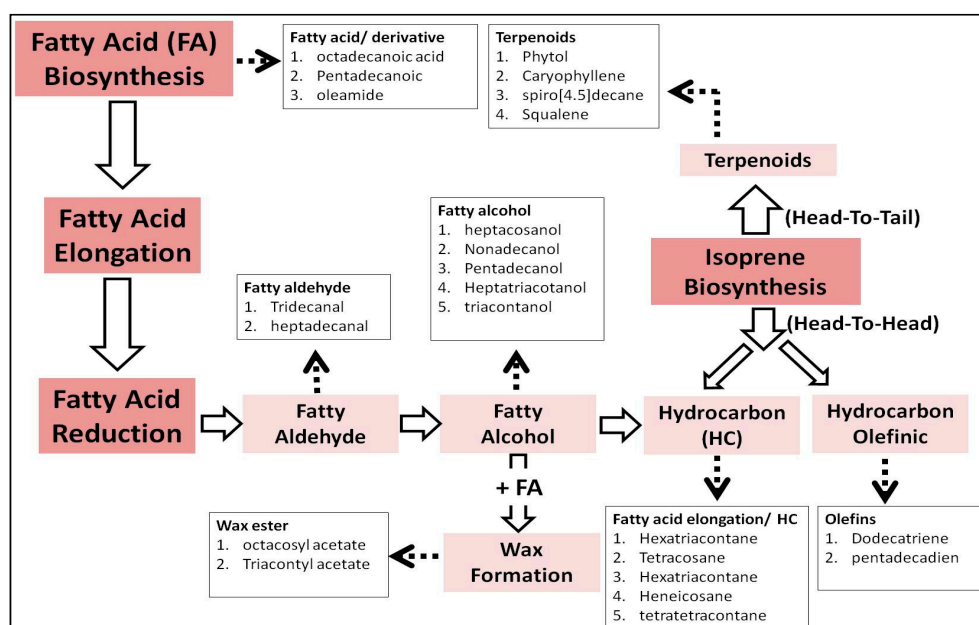 Fatty Acid (FA)
Biosynthesis
Fatty acid/ derivative
1. octadecanoic acid
2. Pentadecanoic
3. oleamide
Terpenoids
1. Phytol
2. Caryophyllene
3. spiro[4.5]decane
4. Squalene
Terpenoids
(Head-To-Tail)
Fatty Acid
Elongation
Fatty alcohol
1. heptacosanol
2. Nonadecanol
3. Pentadecanol
4. Heptatriacotanol
5. triacontanol
Isoprene
Biosynthesis
Fatty aldehyde
1. Tridecanal
2. heptadecanal
(Head-To-Head)
Fatty Acid
Reduction
Fatty
Aldehyde
Fatty
Alcohol
Hydrocarbon
(HC)
Hydrocarbon
Olefinic
+ FA
Wax ester
1. octacosyl acetate
2. Triacontyl acetate
Wax
Formation
Fatty acid elongation/ HC
1. Hexatriacontane
2. Tetracosane
3. Hexatriacontane
4. Heneicosane
5. tetratetracontane
Olefins
1. Dodecatriene
2. pentadecadien